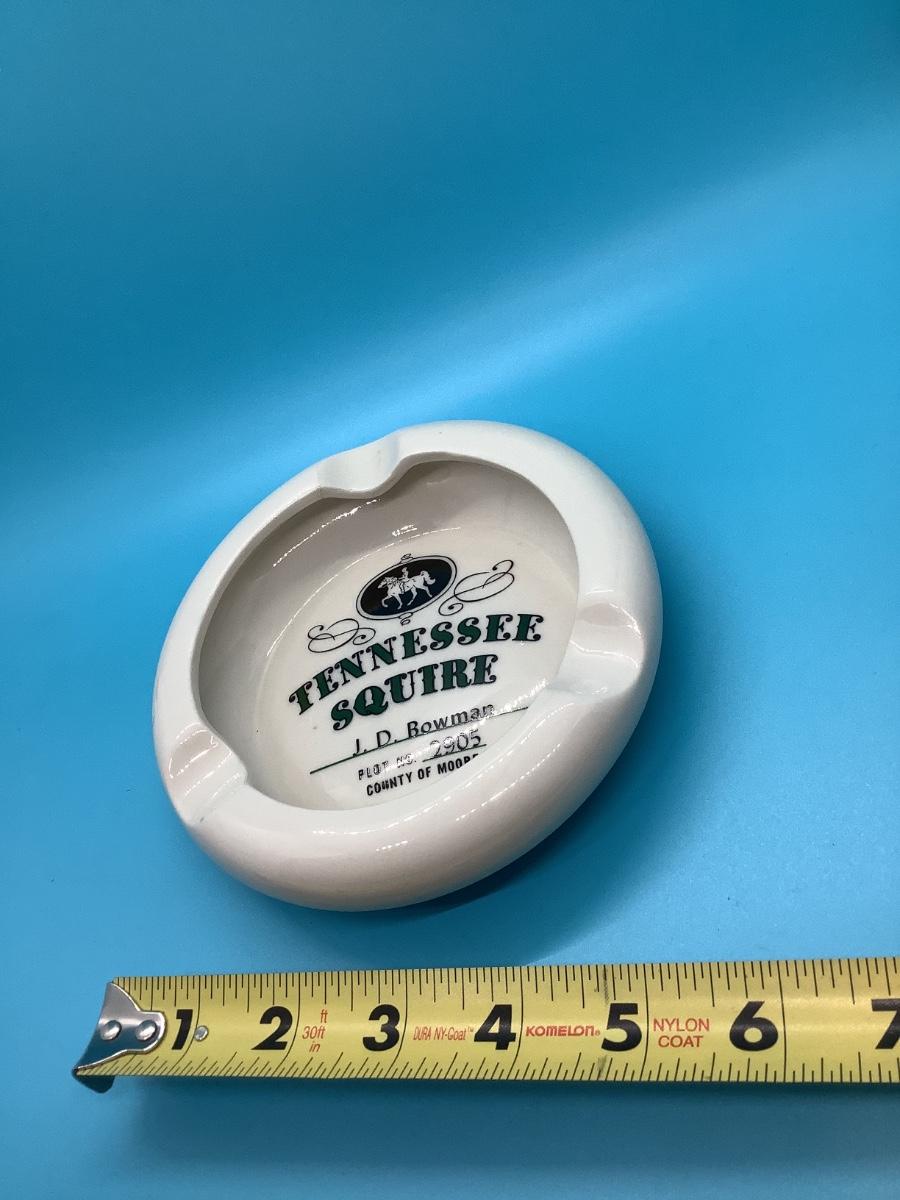 TENNESSEE
SQUIRE
J. D. Bowman
PLOT NO. 2905
COUNTY OF MOORE
1 2 ft 30ft in 3 DURA NY-Coat™ 4 KOMELON® 5 NYLON COAT 6 7